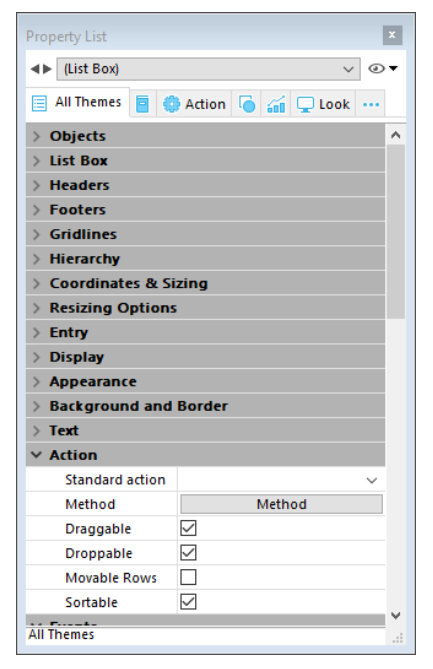 Property List
x
(List Box)
All Themes Action Look ...
Objects
List Box
Headers
Footers
Gridlines
Hierarchy
Coordinates & Sizing
Resizing Options
Entry
Display
Appearance
Background and Border
Text
Action
Standard action
Method Method
Draggable
Droppable
Movable Rows
Sortable
Events
All Themes